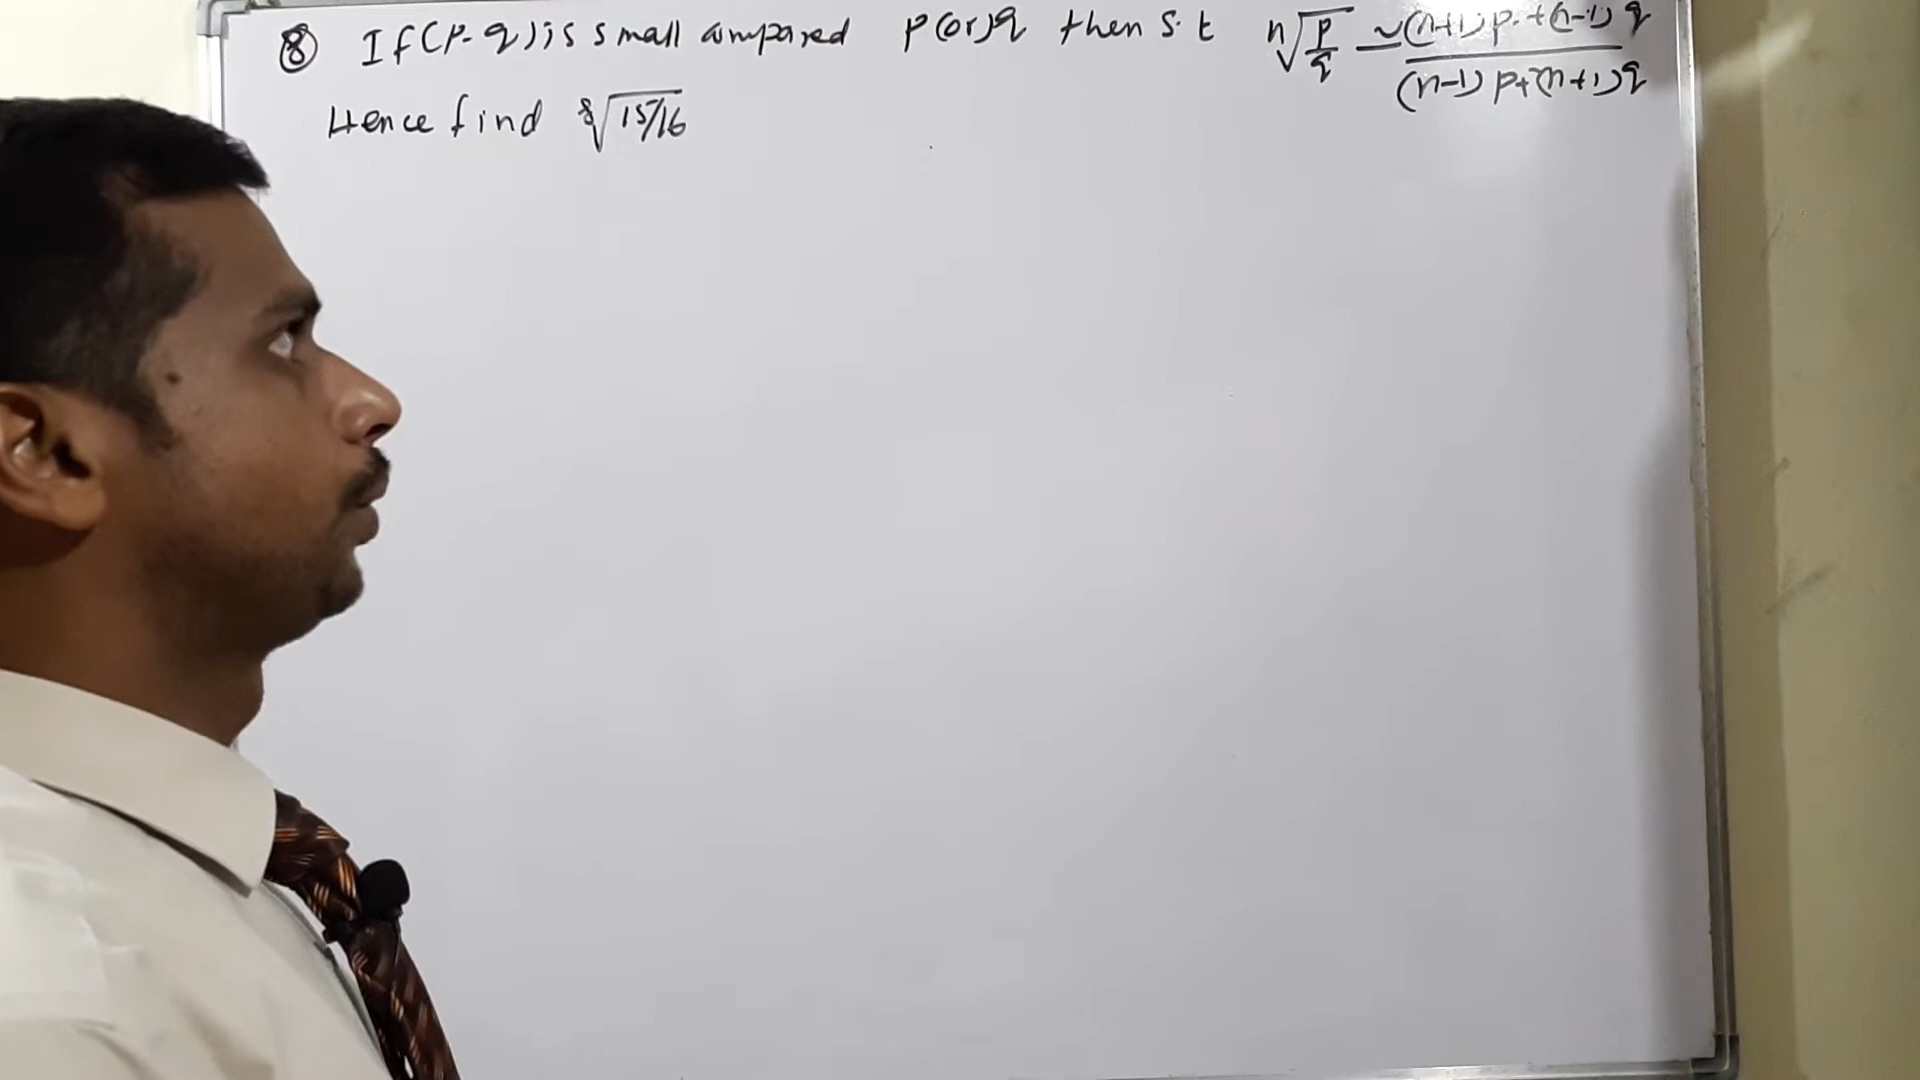 ⑧ If (p-q) is small compared p (or) q then s.t ⁿ√(p/q) ≃ ((n+1)p+(n-1)q)/((n-1)p+(n+1)q)
Hence find ⁸√15/16